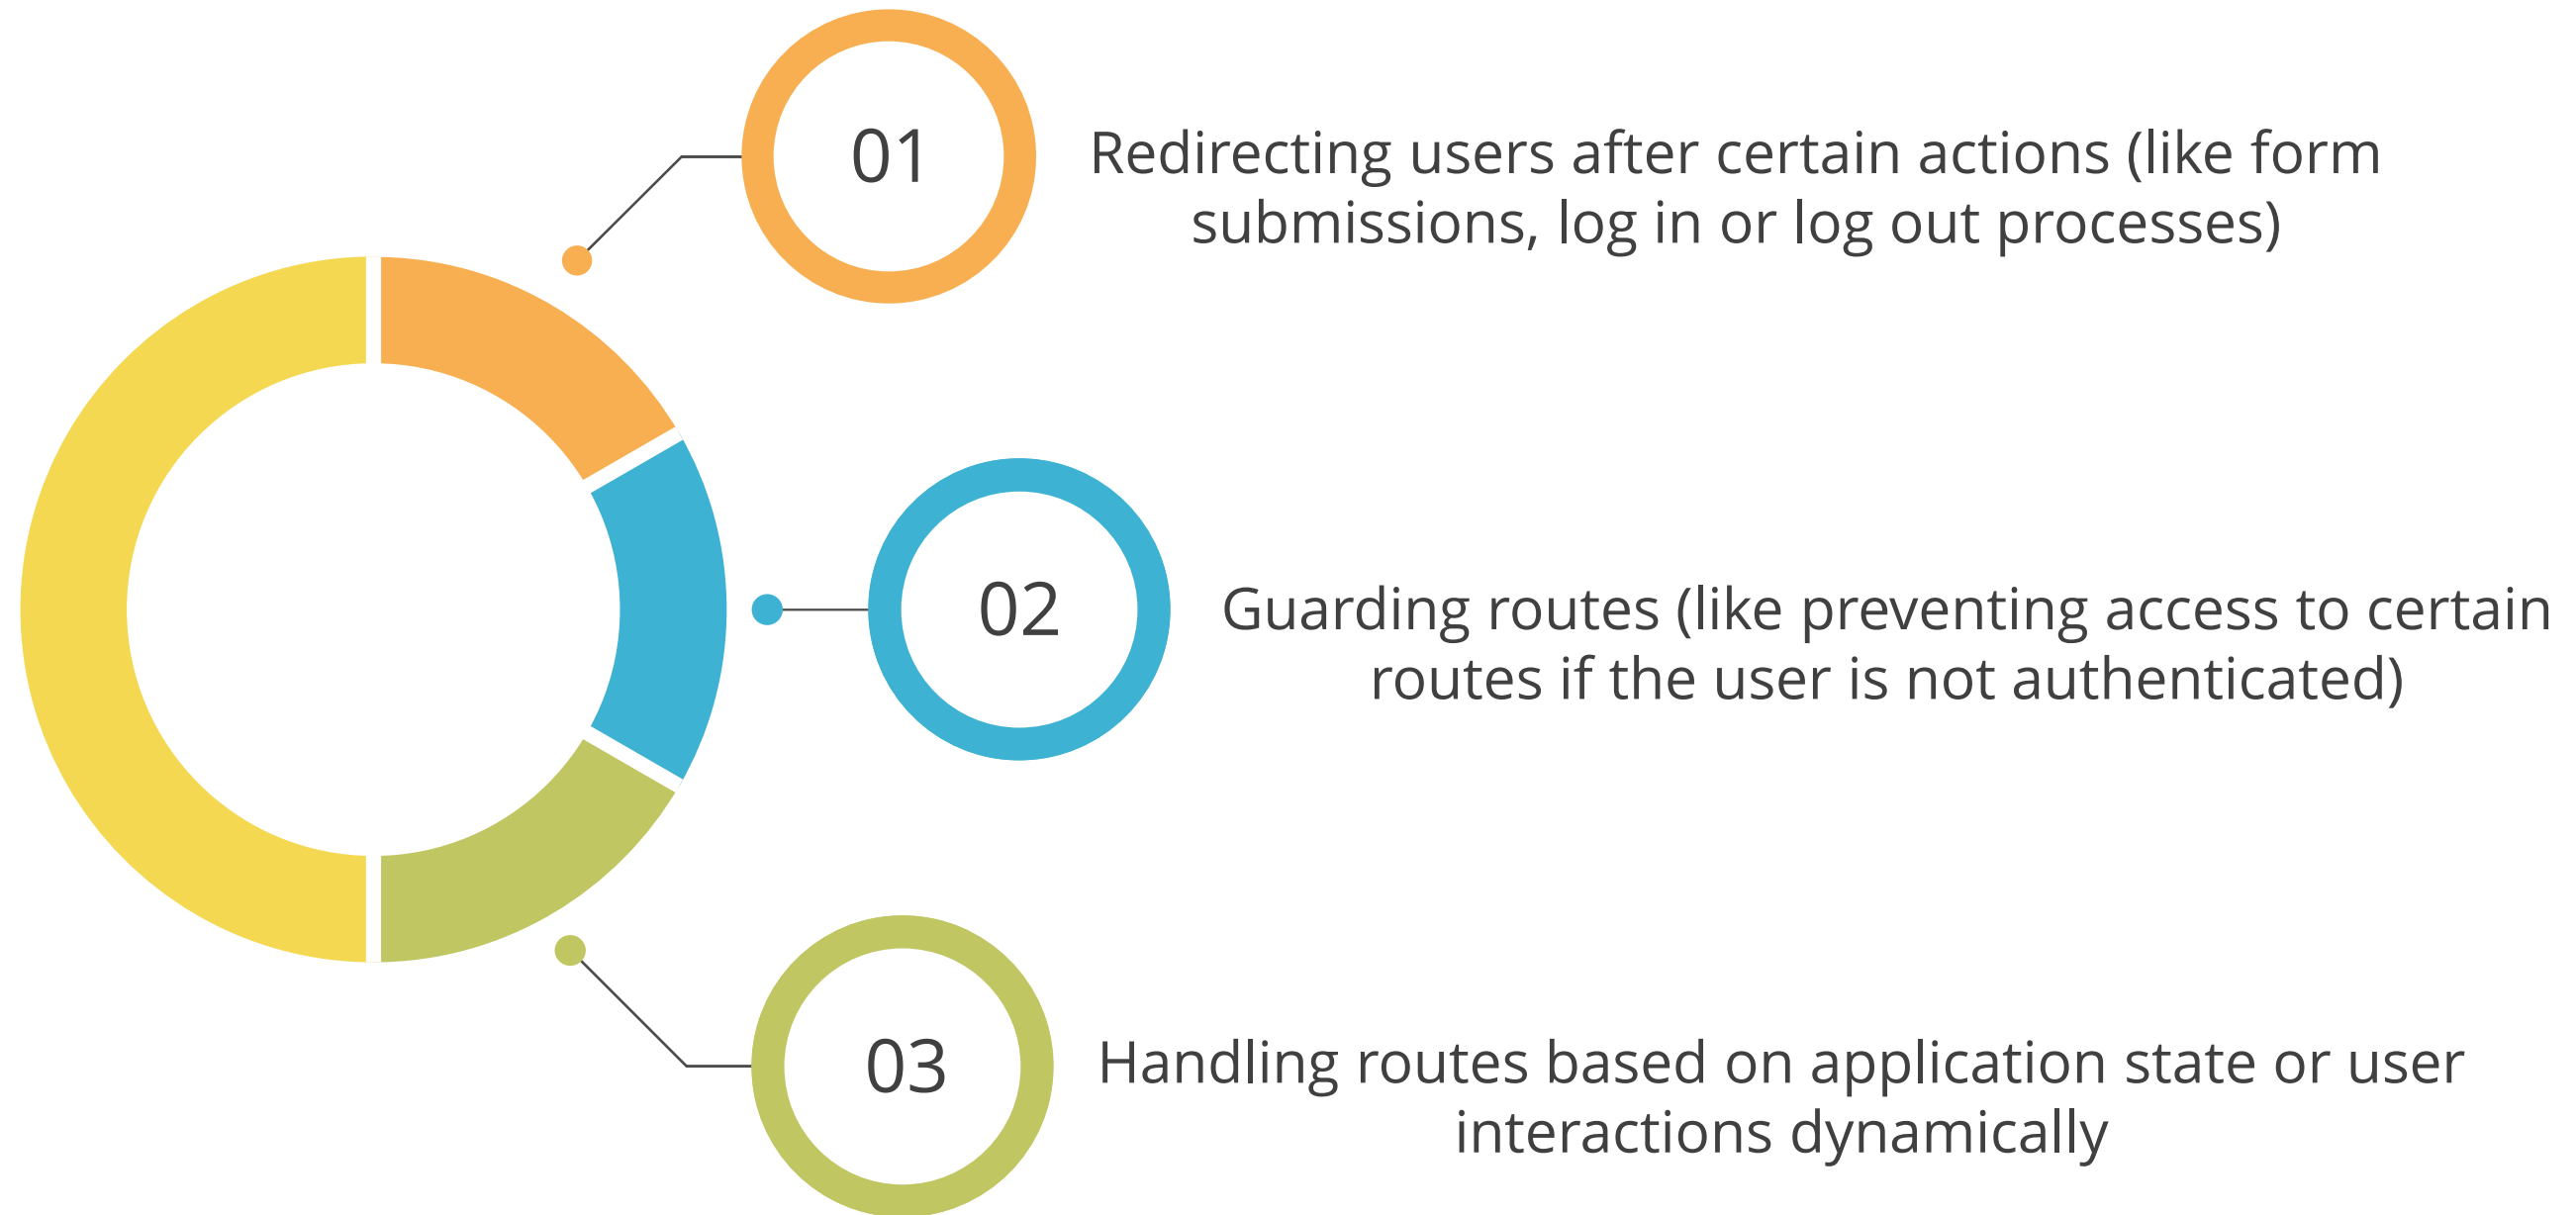 01
Redirecting users after certain actions (like form
submissions, log in or log out processes)
02
Guarding routes (like preventing access to certain
routes if the user is not authenticated)
03
Handling routes based on application state or user
interactions dynamically